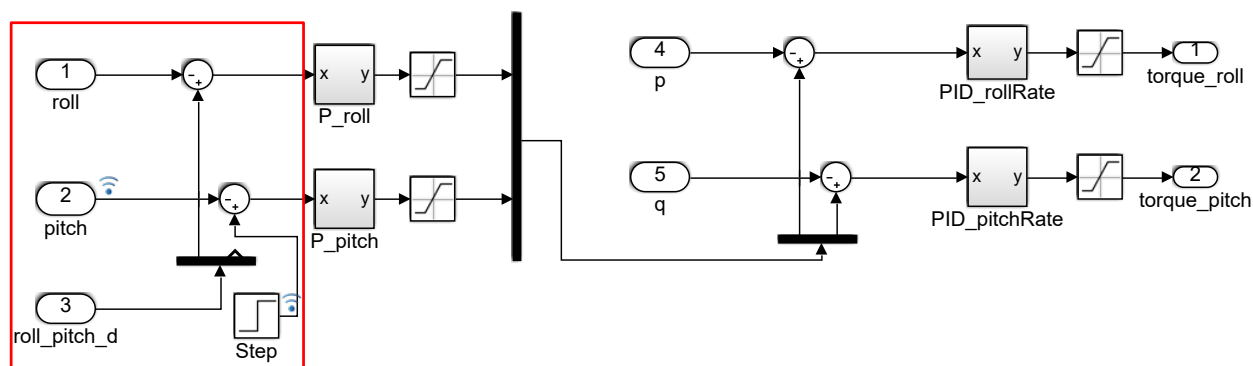 1
roll
- +
x y
P_roll
2
pitch
- +
x y
P_pitch
3
roll_pitch_d
Step
4
p
- +
x y
PID_rollRate
1
torque_roll
5
q
- +
x y
PID_pitchRate
2
torque_pitch